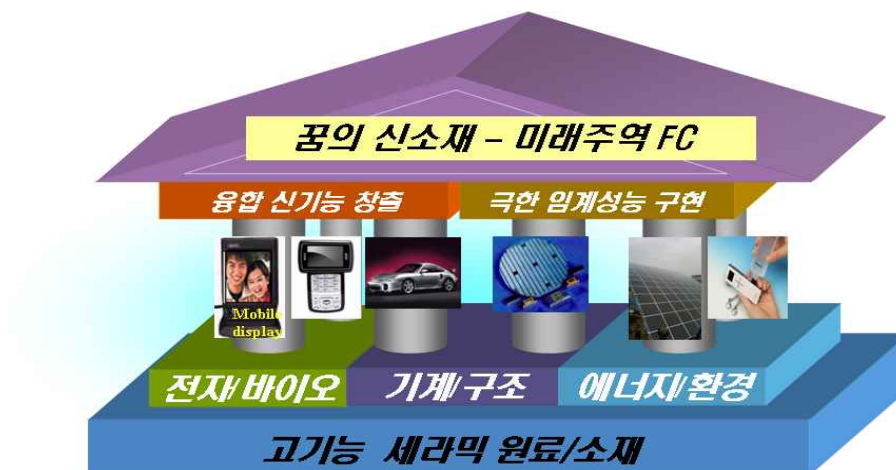 꿈의 신소재 – 미래주역 FC
융합 신기능 창출
극한 임계성능 구현
Mobile
display
전자/바이오
기계/구조
에너지/환경
고기능 세라믹 원료/소재